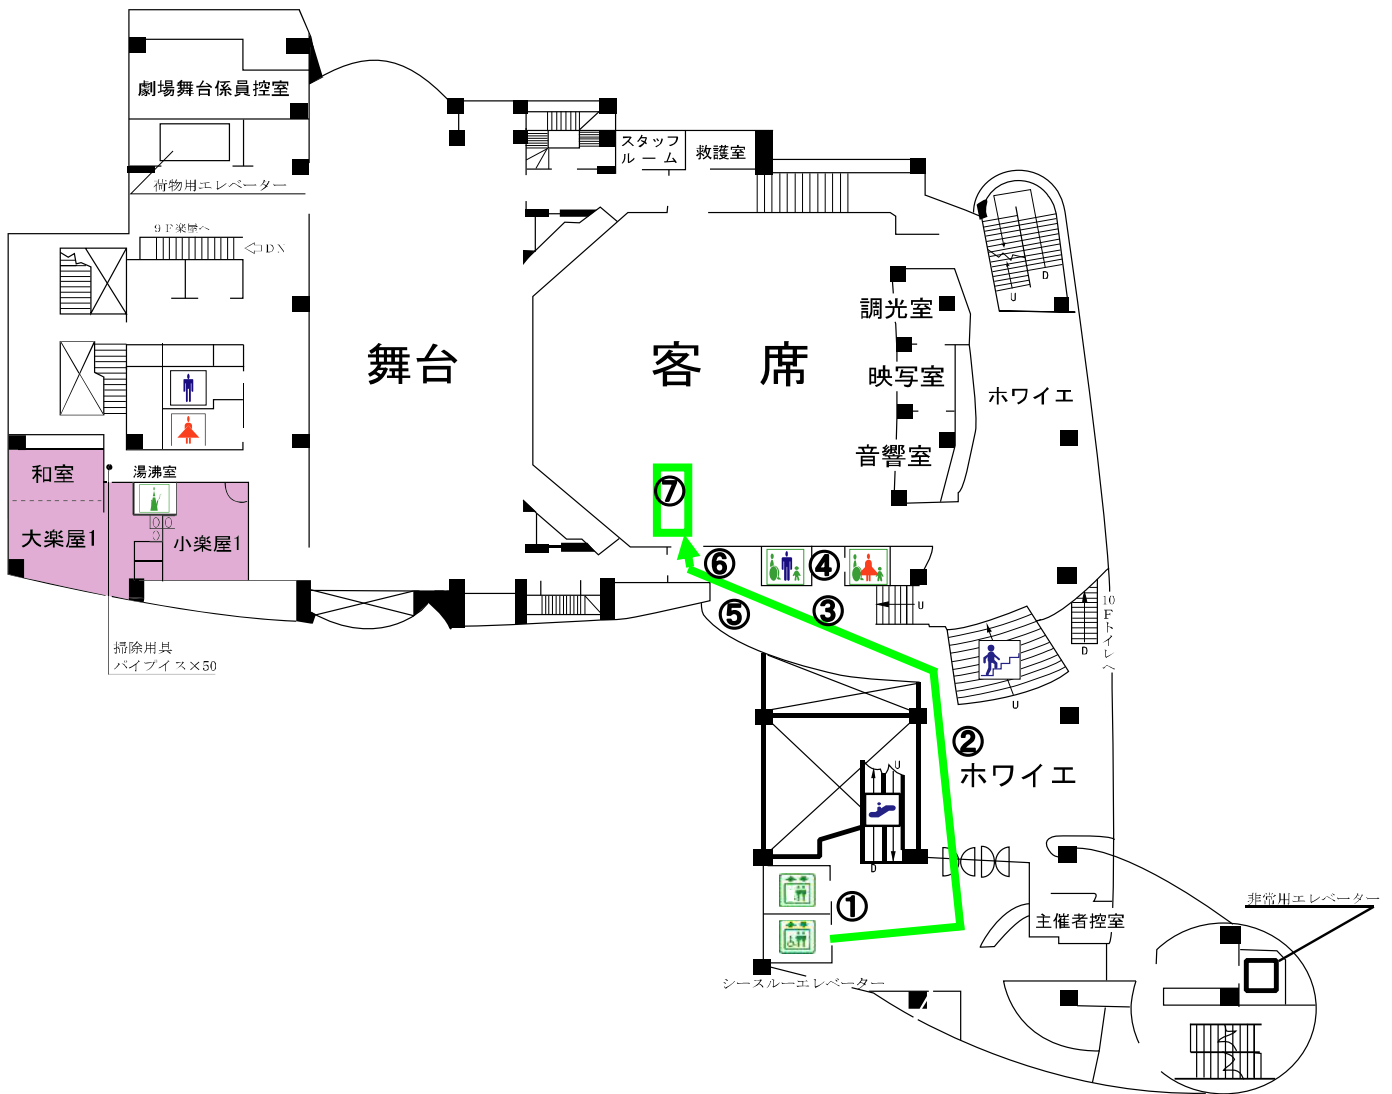 劇場舞台係員控室
スタッフ
ルーム
救護室
荷物用エレベーター
9F楽屋へ
DN
D
U
調光室
舞台
客席
映写室
ホワイエ
音響室
和室
湯沸室
⑦
大楽屋1
小楽屋1
⑥
④
③
⑤
U
10Fトイレへ
D
掃除用具
パイプイス×50
U
②
ホワイエ
U
D
①
主催者控室
非常用エレベーター
シースルーエレベーター